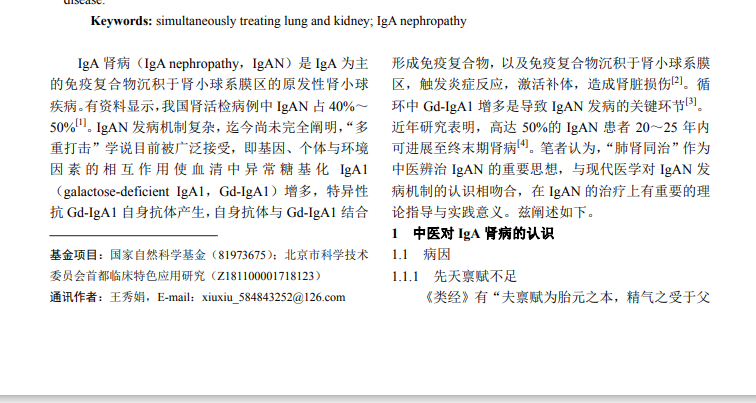 disease.
Keywords: simultaneously treating lung and kidney; IgA nephropathy
IgA 肾病（IgA nephropathy，IgAN）是 IgA 为主
的免疫复合物沉积于肾小球系膜区的原发性肾小球
疾病。有资料显示，我国肾活检病例中 IgAN 占 40%～
50%[1]。IgAN 发病机制复杂，迄今尚未完全阐明，“多
重打击”学说目前被广泛接受，即基因、个体与环境
因素的相互作用使血清中异常糖基化 IgA1
（galactose-deficient IgA1，Gd-IgA1）增多，特异性
抗 Gd-IgA1 自身抗体产生，自身抗体与 Gd-IgA1 结合
基金项目：国家自然科学基金（81973675）；北京市科学技术
委员会首都临床特色应用研究（Z181100001718123）
通讯作者：王秀娟，E-mail：xiuxiu_584843252@126.com
形成免疫复合物，以及免疫复合物沉积于肾小球系膜
区，触发炎症反应，激活补体，造成肾脏损伤[2]。循
环中 Gd-IgA1 增多是导致 IgAN 发病的关键环节[3]。
近年研究表明，高达 50%的 IgAN 患者 20～25 年内
可进展至终末期肾病[4]。笔者认为，“肺肾同治”作为
中医辨治 IgAN 的重要思想，与现代医学对 IgAN 发
病机制的认识相吻合，在 IgAN 的治疗上有重要的理
论指导与实践意义。兹阐述如下。
1 中医对 IgA 肾病的认识
1.1 病因
1.1.1 先天禀赋不足
《类经》有“夫禀赋为胎元之本，精气之受于父